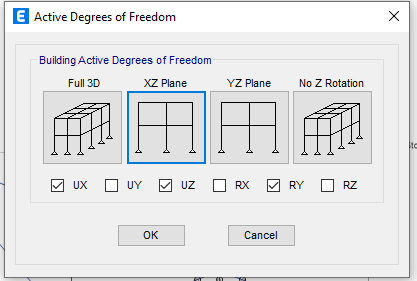 E Active Degrees of Freedom
Building Active Degrees of Freedom
Full 3D XZ Plane YZ Plane No Z Rotation
UX UY UZ RX RY RZ
OK Cancel